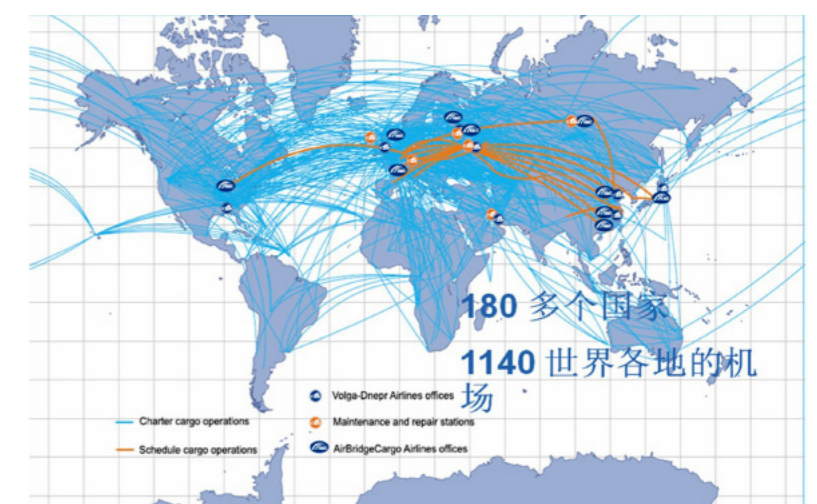 180 多个国家
1140 世界各地的机
场
Volga-Dnepr Airlines offices
Charter cargo operations
Maintenance and repair stations
Schedule cargo operations
AirBridgeCargo Airlines offices